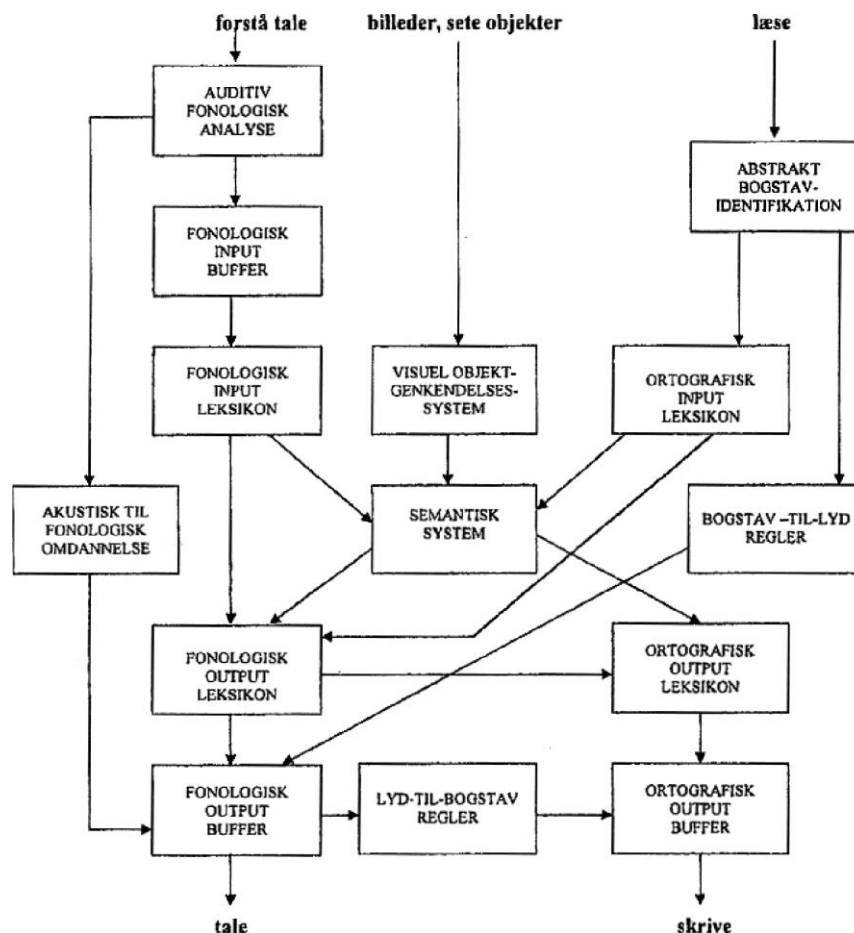 forstå tale
billeder, sete objekter
læse
AUDITIV
FONOLOGISK
ANALYSE
ABSTRAKT
BOGSTAV-
IDENTIFIKATION
FONOLOGISK
INPUT
BUFFER
FONOLOGISK
INPUT
LEKSIKON
VISUEL OBJEKT-
GENKENDELSES-
SYSTEM
ORTOGRAFISK
INPUT
LEKSIKON
AKUSTISK TIL
FONOLOGISK
OMDANNELSE
SEMANTISK
SYSTEM
BOGSTAV –TIL-LYD
REGLER
FONOLOGISK
OUTPUT
LEKSIKON
ORTOGRAFISK
OUTPUT
LEKSIKON
FONOLOGISK
OUTPUT
BUFFER
LYD-TIL-BOGSTAV
REGLER
ORTOGRAFISK
OUTPUT
BUFFER
tale
skrive